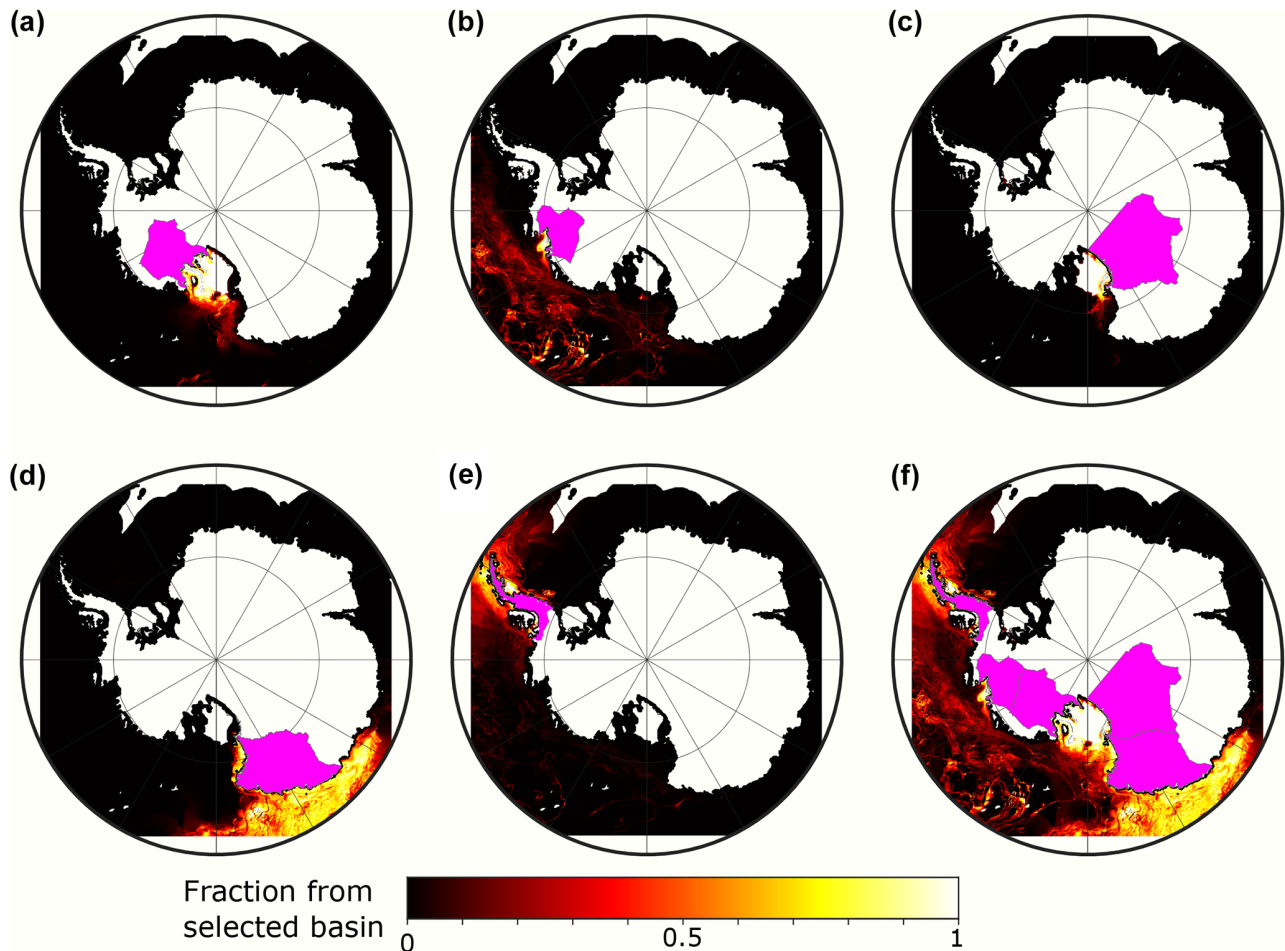 (a)
(b)
(c)
(d)
(e)
(f)
Fraction from
selected basin
0
0.5
1